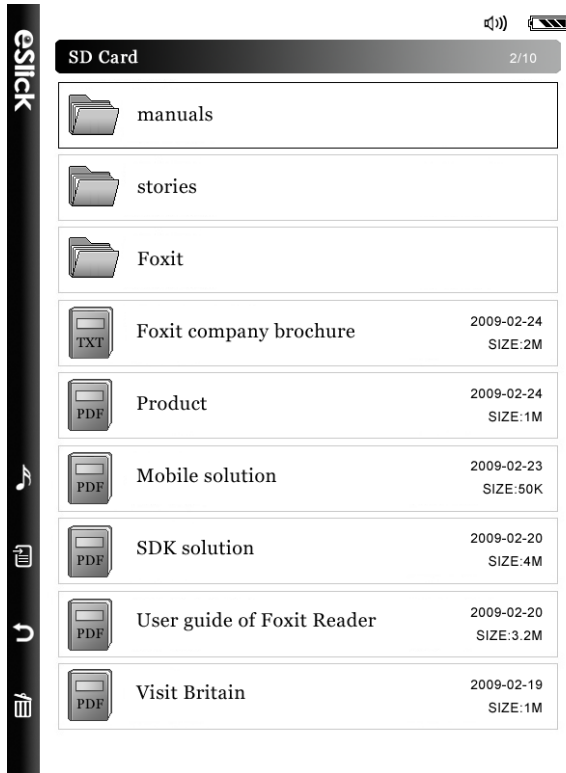 eSlick
SD Card 2/10
manuals
stories
Foxit
TXT
Foxit company brochure
2009-02-24
SIZE:2M
PDF
Product
2009-02-24
SIZE:1M
PDF
Mobile solution
2009-02-23
SIZE:50K
PDF
SDK solution
2009-02-20
SIZE:4M
PDF
User guide of Foxit Reader
2009-02-20
SIZE:3.2M
PDF
Visit Britain
2009-02-19
SIZE:1M